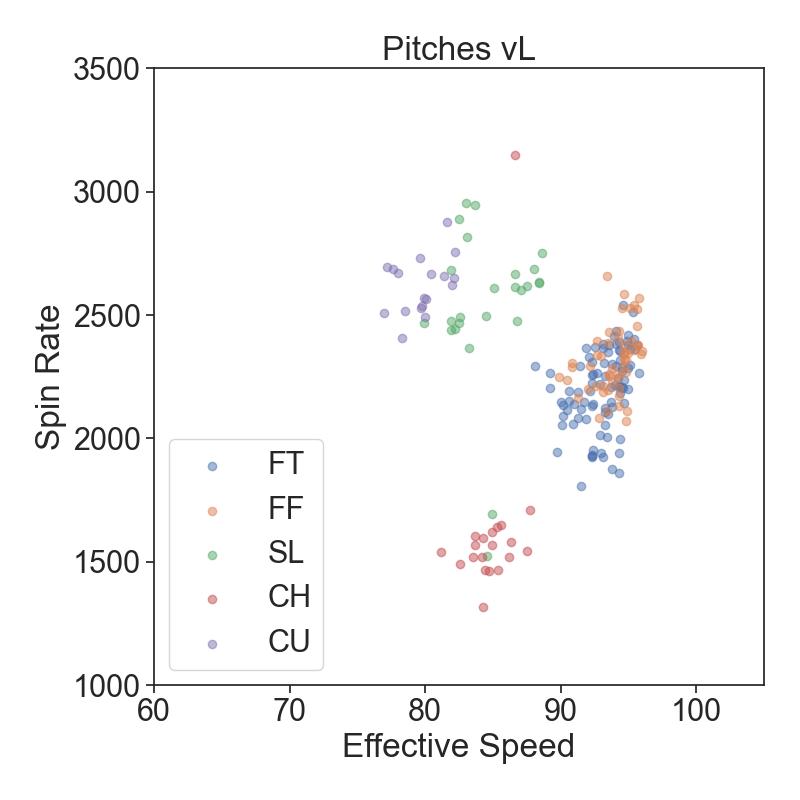 Pitches vL
3500
3000
2500
2000
1500
1000
Spin Rate
FT
FF
SL
CH
CU
60 70 80 90 100
Effective Speed